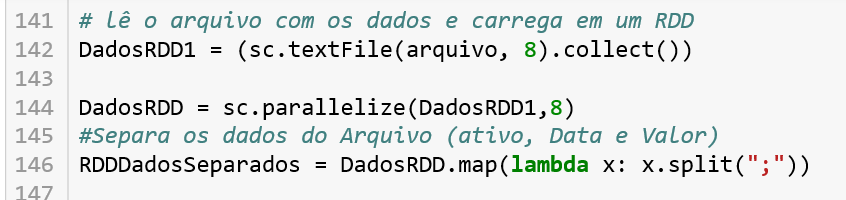 141 # lê o arquivo com os dados e carrega em um RDD
142 DadosRDD1 = (sc.textFile(arquivo, 8).collect())
143
144 DadosRDD = sc.parallelize(DadosRDD1,8)
145 #Separa os dados do Arquivo (ativo, Data e Valor)
146 RDDDadosSeparados = DadosRDD.map(lambda x: x.split(";"))
147